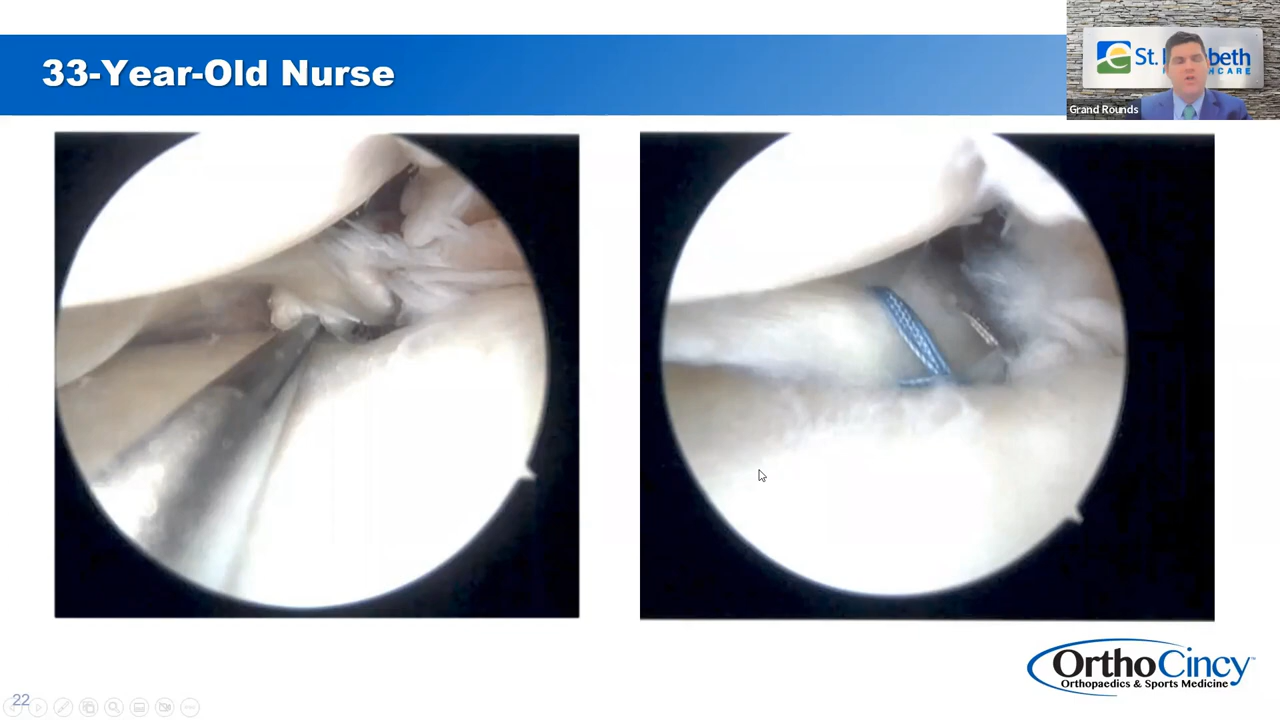 33-Year-Old Nurse
Grand Rounds
OrthoCincy
Orthopaedics & Sports Medicine
22